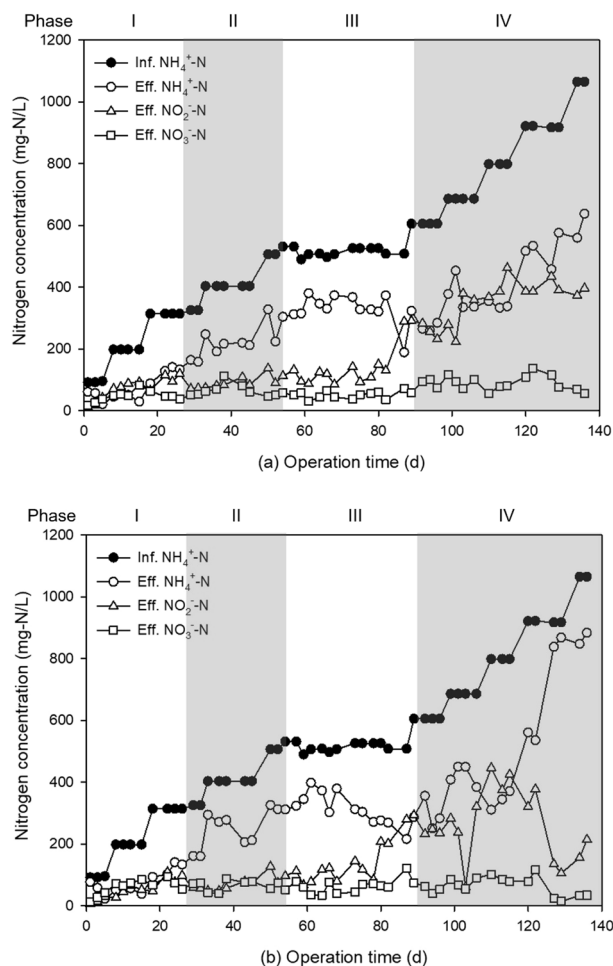 Phase I II III IV
1200
1000
800
600
400
200
0
Nitrogen concentration (mg-N/L)
Inf. NH₄⁺-N
Eff. NH₄⁺-N
Eff. NO₂⁻-N
Eff. NO₃⁻-N
0 20 40 60 80 100 120 140
(a) Operation time (d)
Phase I II III IV
1200
1000
800
600
400
200
0
Nitrogen concentration (mg-N/L)
Inf. NH₄⁺-N
Eff. NH₄⁺-N
Eff. NO₂⁻-N
Eff. NO₃⁻-N
0 20 40 60 80 100 120 140
(b) Operation time (d)